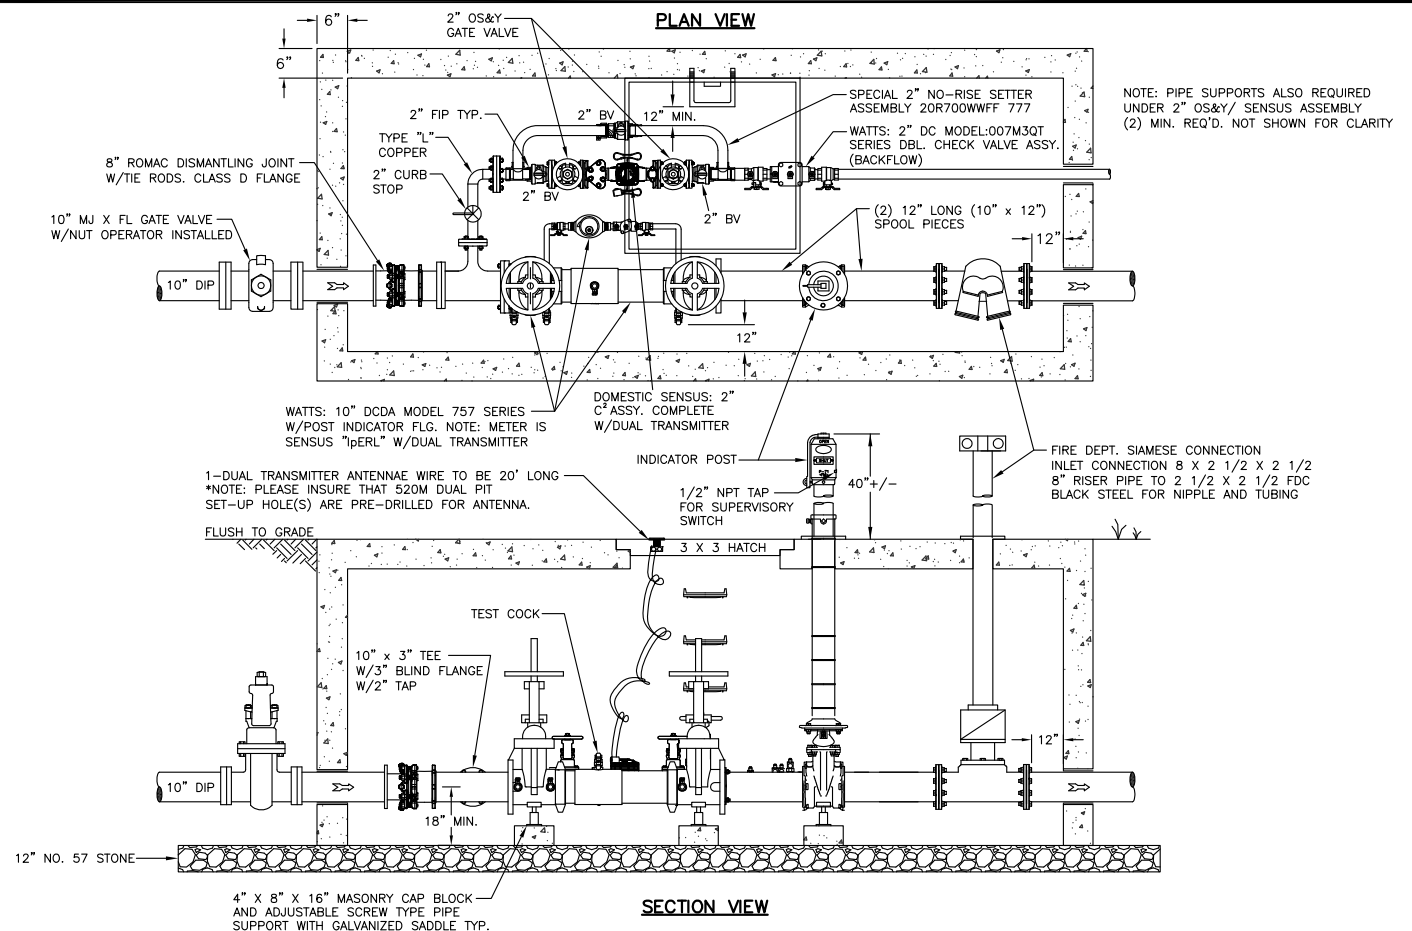 PLAN VIEW
6"
6"
2" OS&Y
GATE VALVE
2" FIP TYP.
2" BV
12" MIN.
TYPE "L"
COPPER
2" CURB
STOP
2" BV
2" BV
SPECIAL 2" NO-RISE SETTER
ASSEMBLY 20R700WWFF 777
WATTS: 2" DC MODEL:007M3QT
SERIES DBL. CHECK VALVE ASSY.
(BACKFLOW)
NOTE: PIPE SUPPORTS ALSO REQUIRED
UNDER 2" OS&Y/ SENSUS ASSEMBLY
(2) MIN. REQ'D. NOT SHOWN FOR CLARITY
8" ROMAC DISMANTLING JOINT
W/TIE RODS. CLASS D FLANGE
10" MJ X FL GATE VALVE
W/NUT OPERATOR INSTALLED
(2) 12" LONG (10" x 12")
SPOOL PIECES
12"
10" DIP
12"
WATTS: 10" DCDA MODEL 757 SERIES
W/POST INDICATOR FLG. NOTE: METER IS
SENSUS "IpERL" W/DUAL TRANSMITTER
DOMESTIC SENSUS: 2"
C² ASSY. COMPLETE
W/DUAL TRANSMITTER
INDICATOR POST
OPEN
40"+/-
FIRE DEPT. SIAMESE CONNECTION
INLET CONNECTION 8 X 2 1/2 X 2 1/2
8" RISER PIPE TO 2 1/2 X 2 1/2 FDC
BLACK STEEL FOR NIPPLE AND TUBING
1-DUAL TRANSMITTER ANTENNAE WIRE TO BE 20' LONG
*NOTE: PLEASE INSURE THAT 520M DUAL PIT
SET-UP HOLE(S) ARE PRE-DRILLED FOR ANTENNA.
1/2" NPT TAP
FOR SUPERVISORY
SWITCH
FLUSH TO GRADE
3 X 3 HATCH
TEST COCK
10" x 3" TEE
W/3" BLIND FLANGE
W/2" TAP
12"
10" DIP
18" MIN.
12" NO. 57 STONE
4" X 8" X 16" MASONRY CAP BLOCK
AND ADJUSTABLE SCREW TYPE PIPE
SUPPORT WITH GALVANIZED SADDLE TYP.
SECTION VIEW